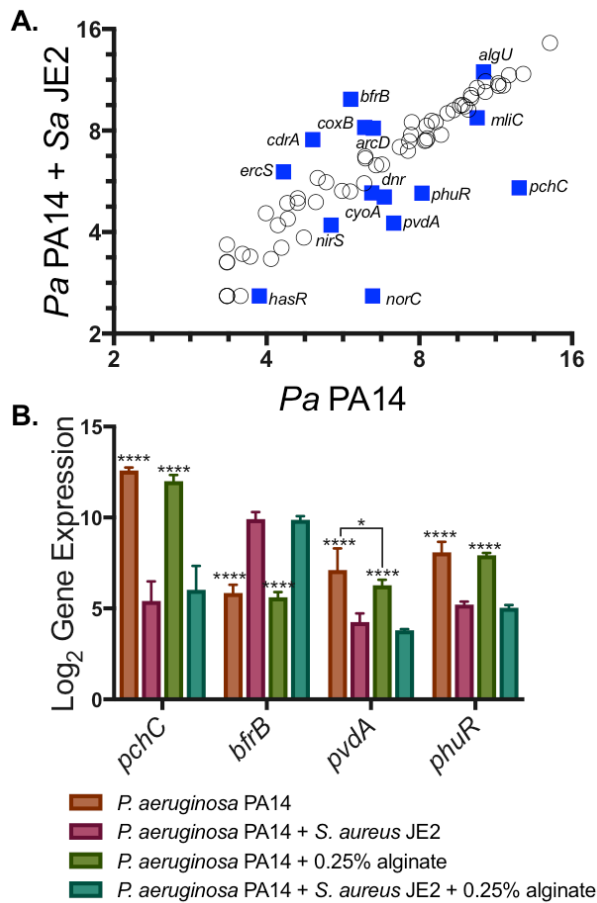 A.
Pa PA14 + Sa JE2
16
8
4
2
algU
bfrB
coxB
arcD
mliC
cdrA
ercS
dnr
phuR
pchC
cyoA
pvdA
nirS
hasR
norC
2 4 8 16
Pa PA14
B.
Log2 Gene Expression
15
10
5
0
**** ****
**** ****
*
**** ****
**** ****
pchC bfrB pvdA phuR
P. aeruginosa PA14
P. aeruginosa PA14 + S. aureus JE2
P. aeruginosa PA14 + 0.25% alginate
P. aeruginosa PA14 + S. aureus JE2 + 0.25% alginate